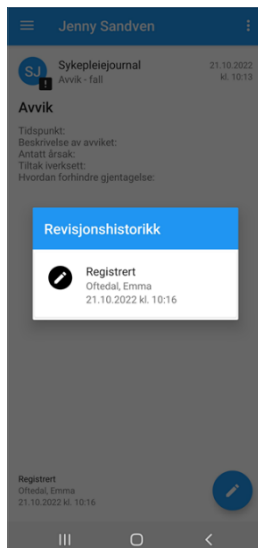 Jenny Sandven
SJ
Sykepleiejournal
Avvik - fall
21.10.2022
kl. 10:13
Avvik
Tidspunkt:
Beskrivelse av avviket:
Antatt årsak:
Tiltak iverksett:
Hvordan forhindre gjentagelse:
Revisjonshistorikk
Registrert
Oftedal, Emma
21.10.2022 kl. 10:16
Registrert
Oftedal, Emma
21.10.2022 kl. 10:16